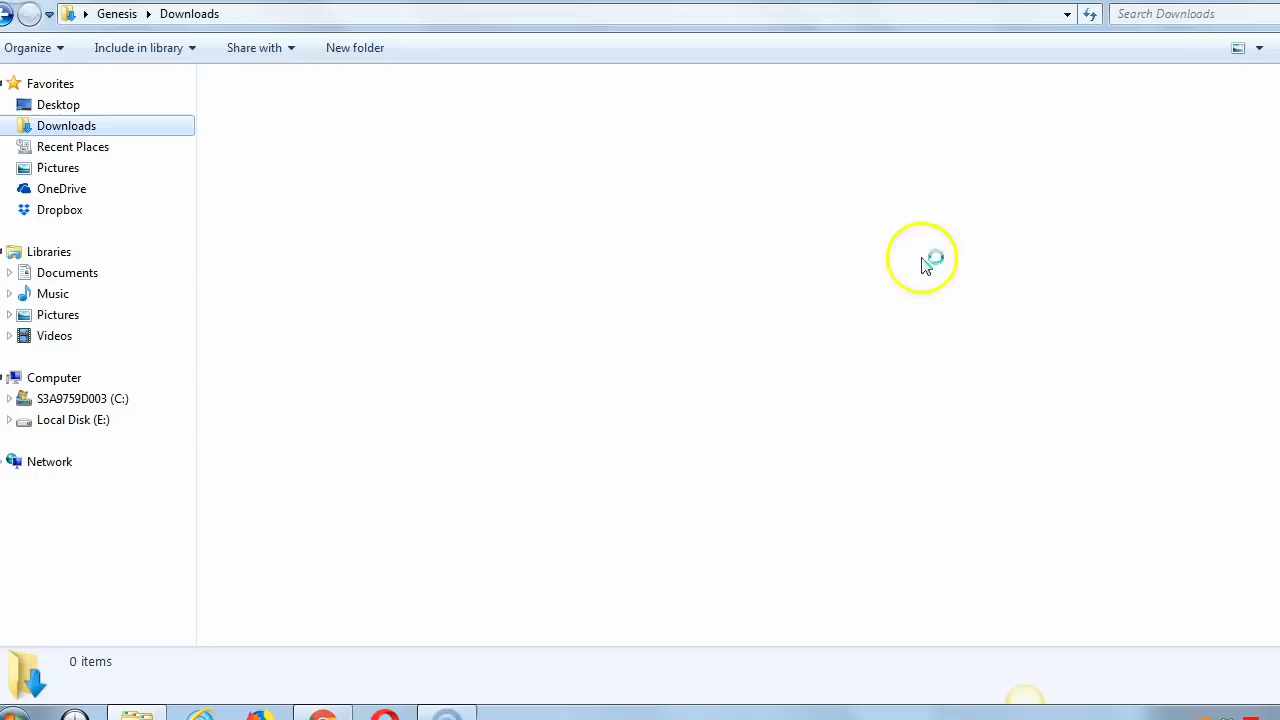 Genesis Downloads Search Downloads
Organize Include in library Share with New folder
Favorites
Desktop
Downloads
Recent Places
Pictures
OneDrive
Dropbox
Libraries
Documents
Music
Pictures
Videos
Computer
S3A9759D003 (C:)
Local Disk (E:)
Network
0 items